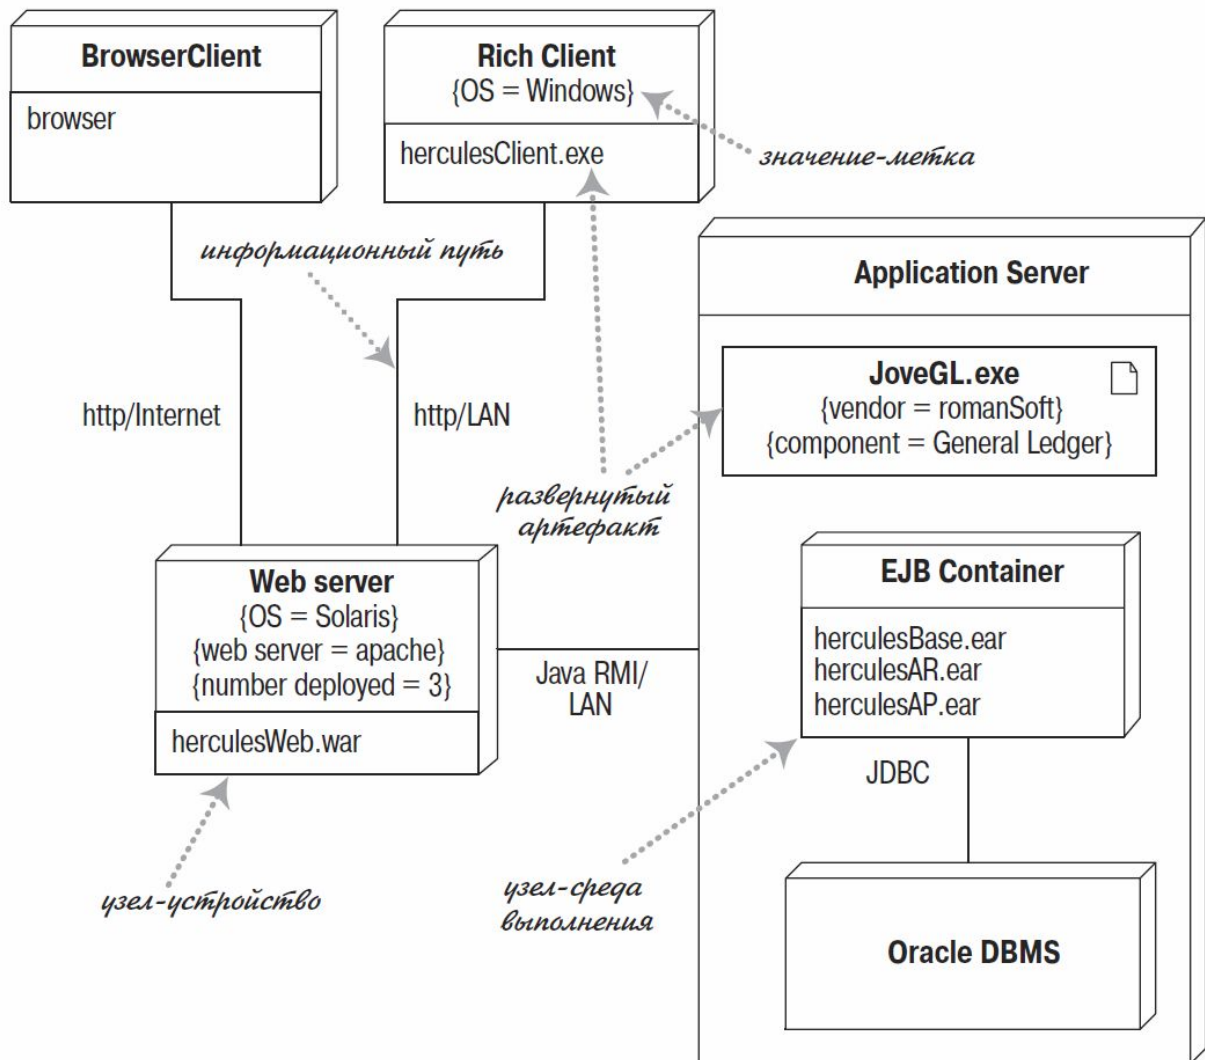 BrowserClient
browser
Rich Client
{OS = Windows}
herculesClient.exe
значение-метка
информационный путь
Application Server
JoveGL.exe
{vendor = romanSoft}
{component = General Ledger}
http/Internet
http/LAN
развернутый
артефакт
Web server
{OS = Solaris}
{web server = apache}
{number deployed = 3}
herculesWeb.war
Java RMI/
LAN
EJB Container
herculesBase.ear
herculesAR.ear
herculesAP.ear
JDBC
узел-устройство
узел-среда
выполнения
Oracle DBMS